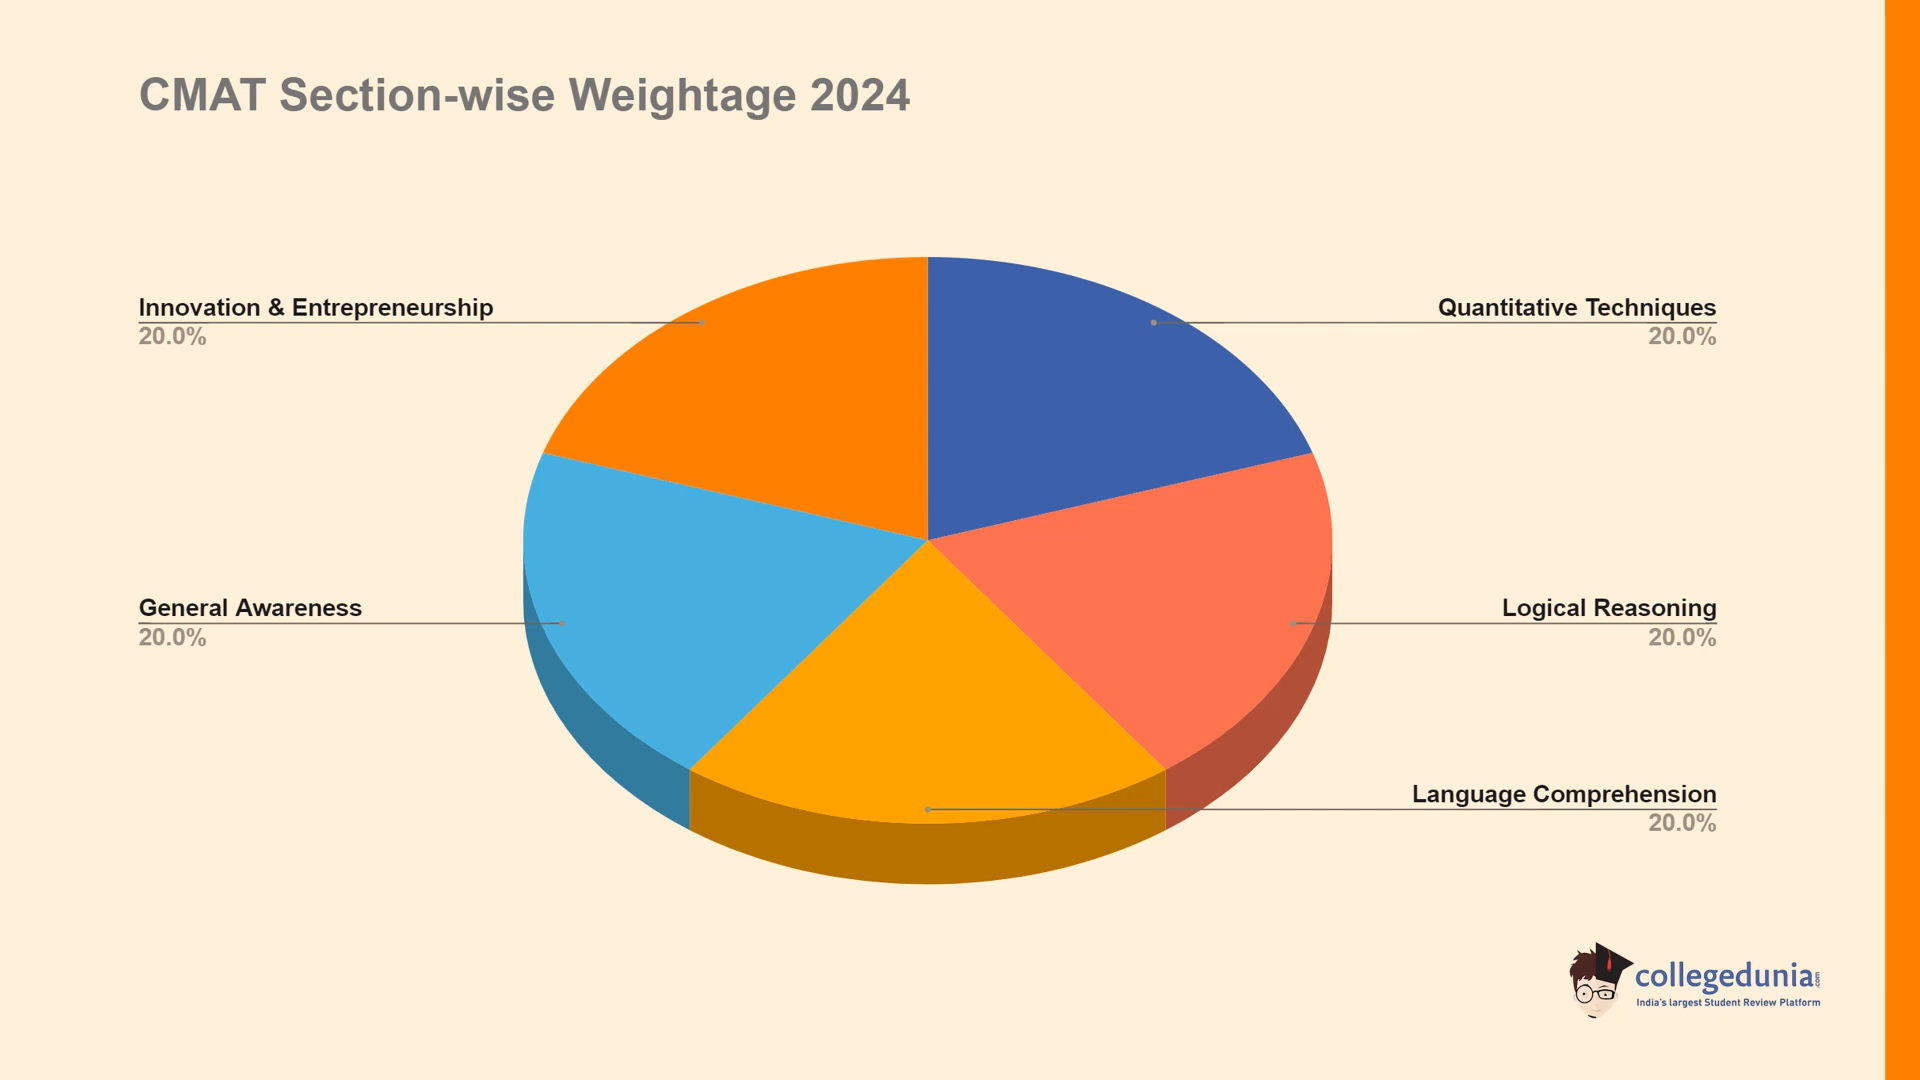 CMAT Section-wise Weightage 2024
Innovation & Entrepreneurship
20.0%
Quantitative Techniques
20.0%
General Awareness
20.0%
Logical Reasoning
20.0%
Language Comprehension
20.0%
collegedunia.com
India's largest Student Review Platform